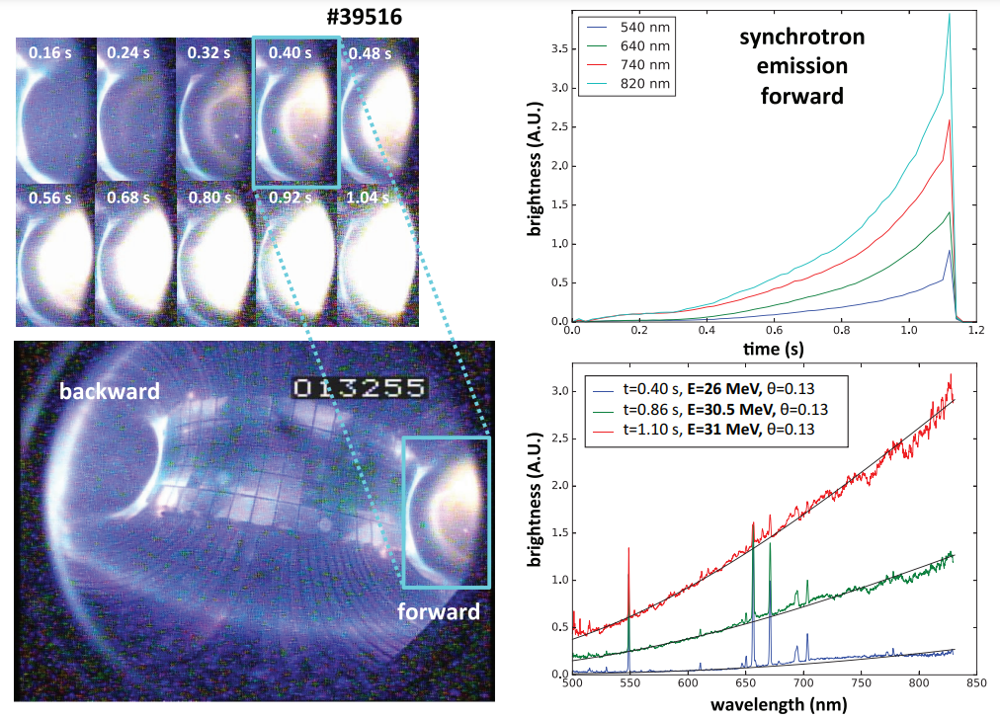 #39516
0.16 s 0.24 s 0.32 s 0.40 s 0.48 s
0.56 s 0.68 s 0.80 s 0.92 s 1.04 s
backward
013255
forward
540 nm
640 nm
740 nm
820 nm
synchrotron
emission
forward
brightness (A.U.)
3.5
3.0
2.5
2.0
1.5
1.0
0.5
0.0
0.0 0.2 0.4 0.6 0.8 1.0 1.2
time (s)
t=0.40 s, E=26 MeV, θ=0.13
t=0.86 s, E=30.5 MeV, θ=0.13
t=1.10 s, E=31 MeV, θ=0.13
brightness (A.U.)
3.0
2.5
2.0
1.5
1.0
0.5
0.0
500 550 600 650 700 750 800 850
wavelength (nm)